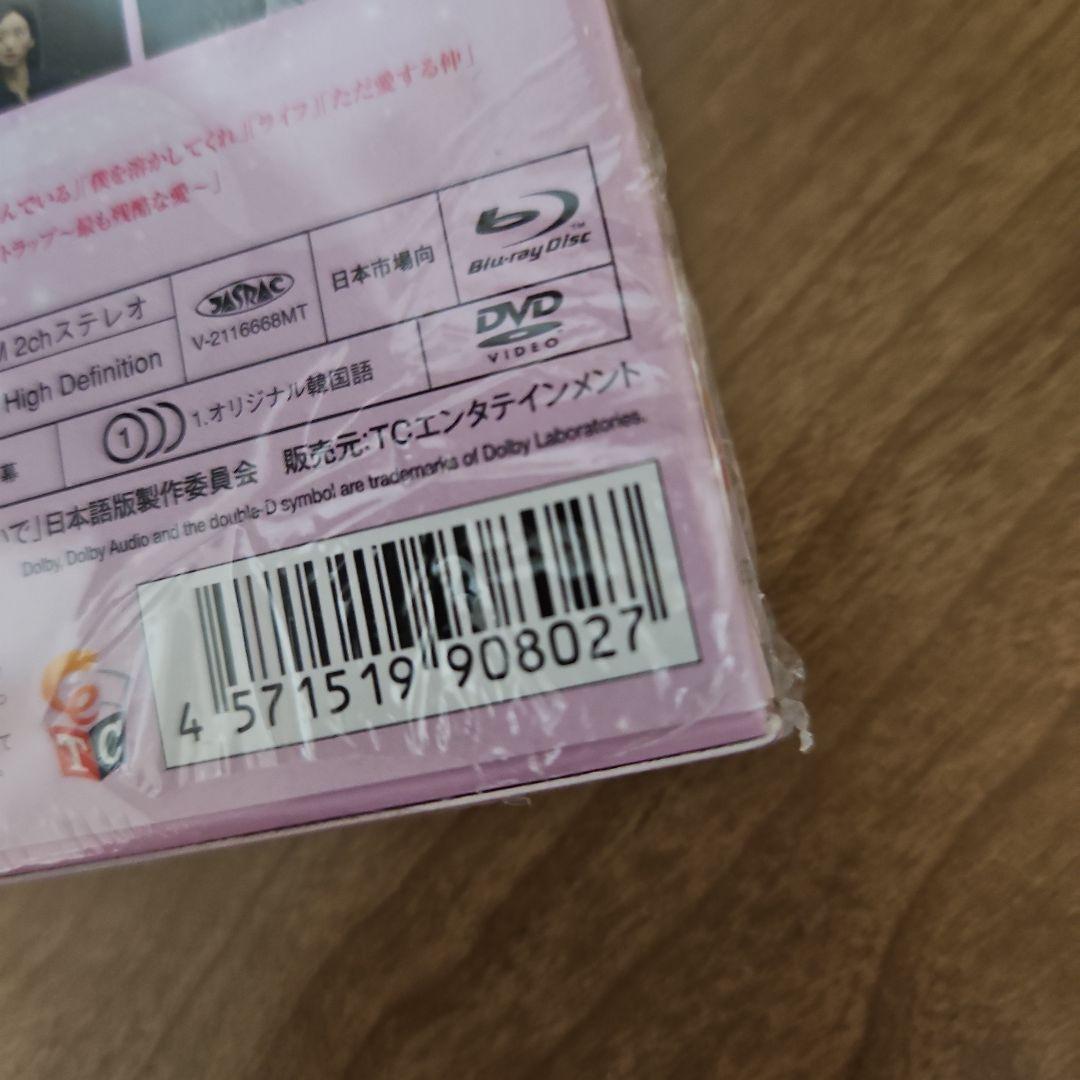 んでいる」「僕を溶かしてくれ」「ライフ」「ただ愛する仲」
トラップ～最も残酷な愛～」
M 2chステレオ
High Definition
JASRAC
V-2116668MT
日本市場向
Blu-ray Disc™
1 1.オリジナル韓国語
DVD
VIDEO
幕
いで」日本語版製作委員会 販売元:TCエンタテインメント
Dolby, Dolby Audio and the double-D symbol are trademarks of Dolby Laboratories.
4 571519 908027
TC